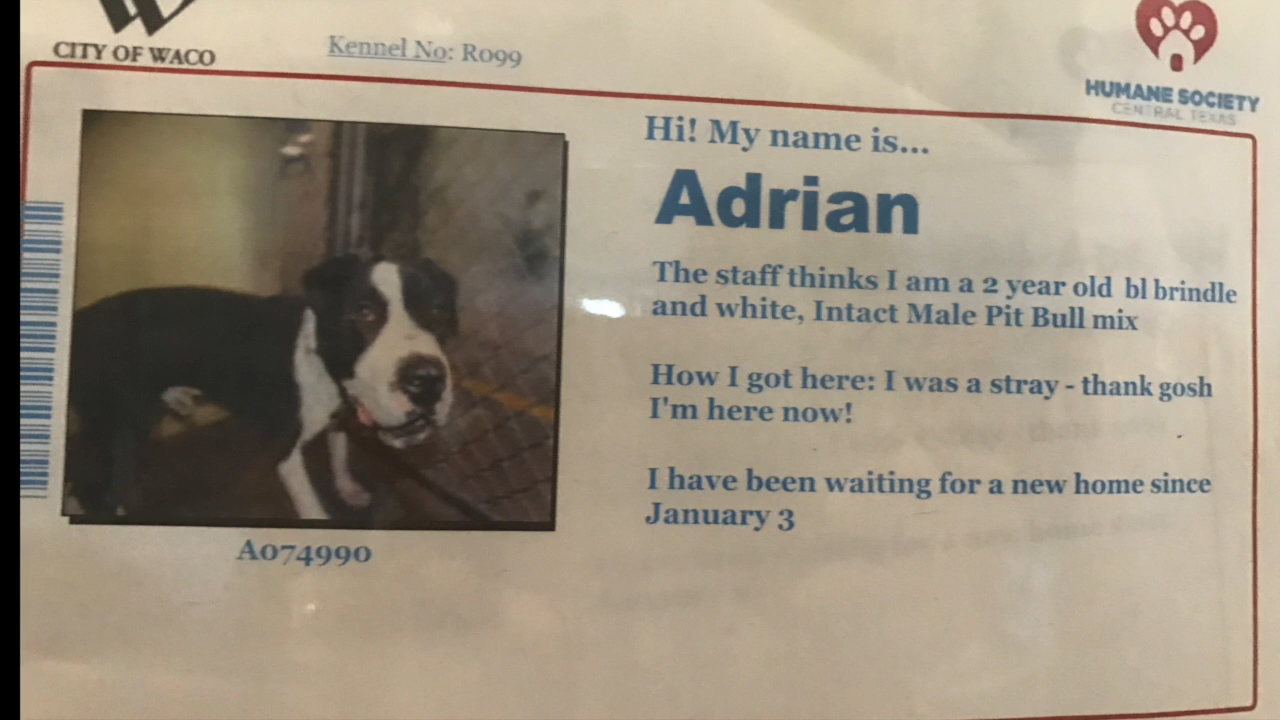 CITY OF WACO
Kennel No: R099
HUMANE SOCIETY
CENTRAL TEXAS
Hi! My name is...
Adrian
The staff thinks I am a 2 year old bl brindle
and white, Intact Male Pit Bull mix
How I got here: I was a stray - thank gosh
I'm here now!
I have been waiting for a new home since
January 3
A074990